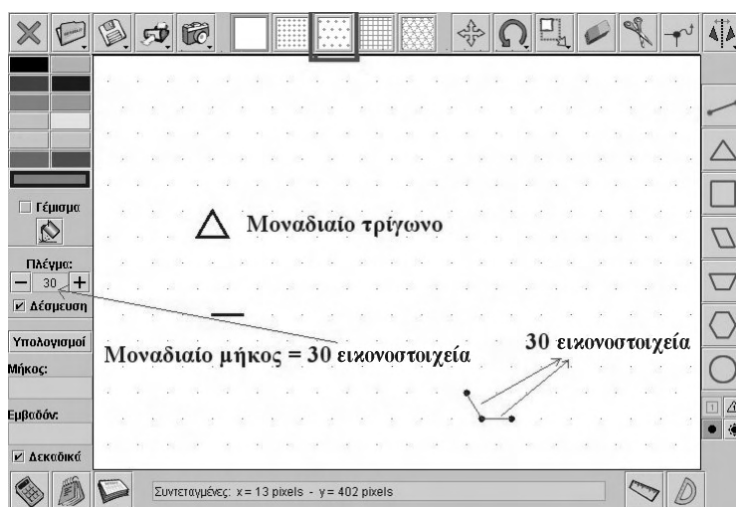 Γέμισμα
Πλέγμα:
30
Δέσμευση
Υπολογισμοί
Μήκος:
Εμβαδόν:
Δεκαδικά
Μοναδιαίο τρίγωνο
Μοναδιαίο μήκος = 30 εικονοστοιχεία
30 εικονοστοιχεία
1
Συντεταγμένες: x = 13 pixels - y = 402 pixels